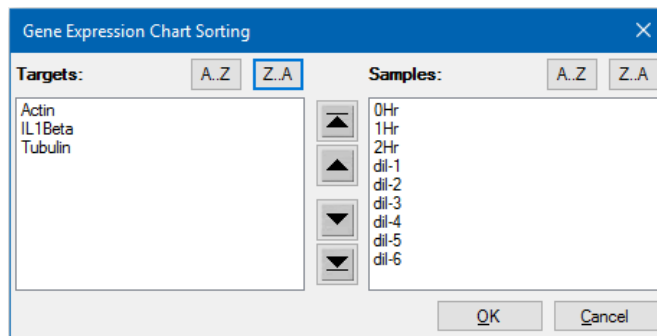 Gene Expression Chart Sorting
Targets: A..Z Z..A
Samples: A..Z Z..A
Actin
IL1Beta
Tubulin
0Hr
1Hr
2Hr
dil-1
dil-2
dil-3
dil-4
dil-5
dil-6
OK Cancel